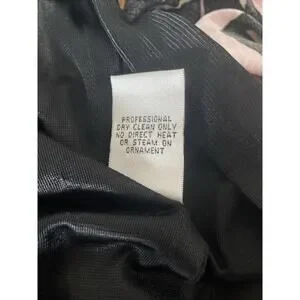 PROFESSIONAL
DRY CLEAN ONLY
NO DIRECT HEAT
OR STEAM ON
ORNAMENT